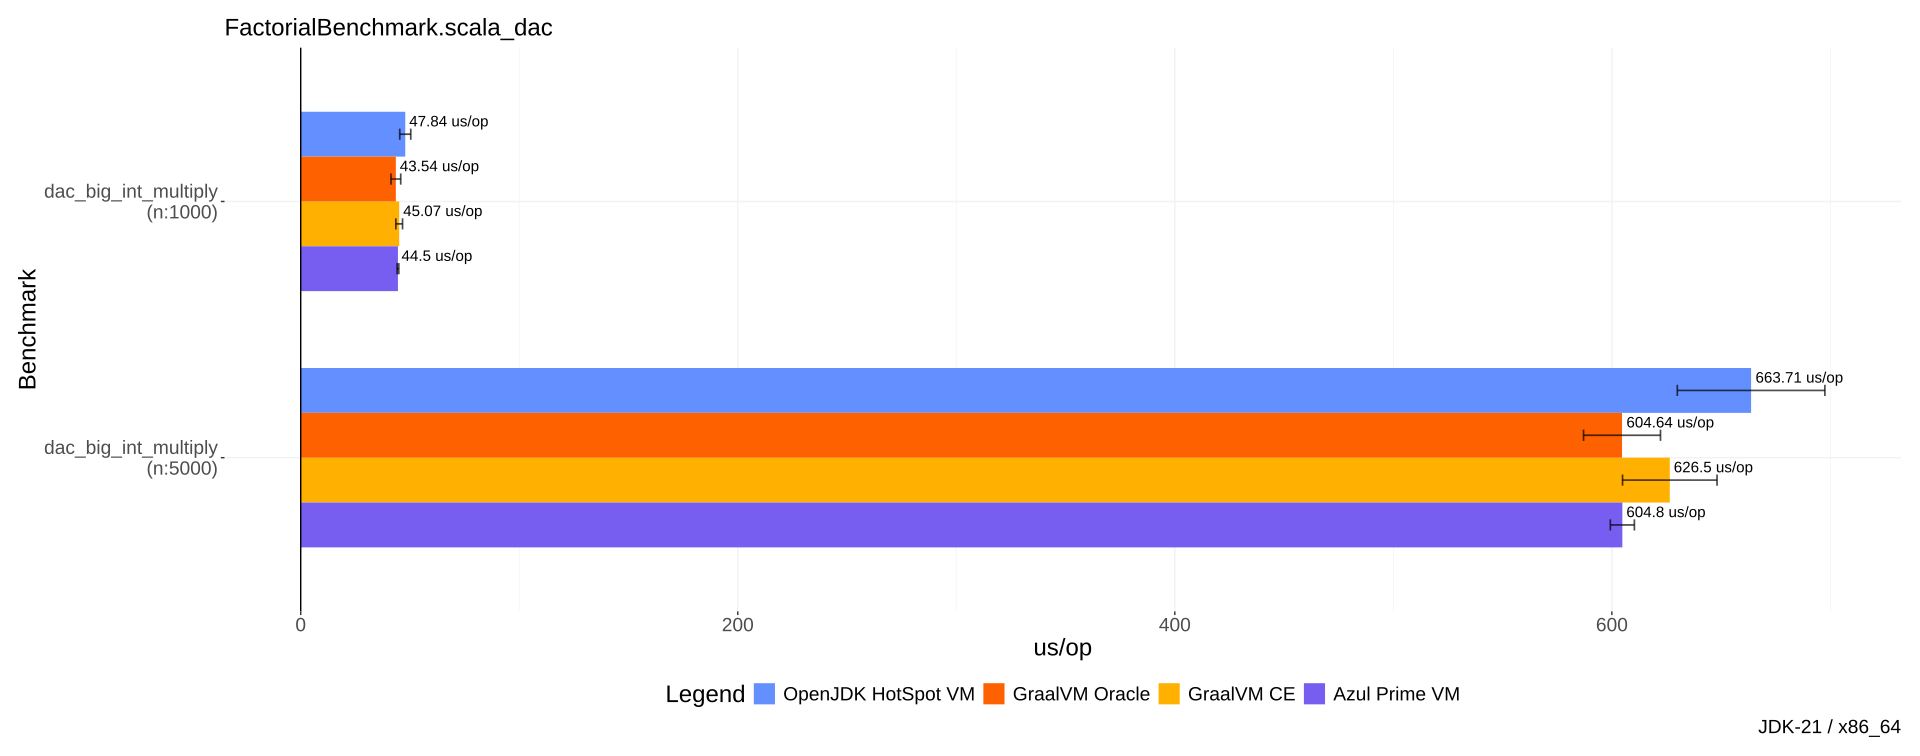 FactorialBenchmark.scala_dac
47.84 us/op
43.54 us/op
dac_big_int_multiply
(n:1000)
45.07 us/op
44.5 us/op
Benchmark
663.71 us/op
604.64 us/op
dac_big_int_multiply
(n:5000)
626.5 us/op
604.8 us/op
0 200 400 600
us/op
Legend OpenJDK HotSpot VM GraalVM Oracle GraalVM CE Azul Prime VM
JDK-21 / x86_64